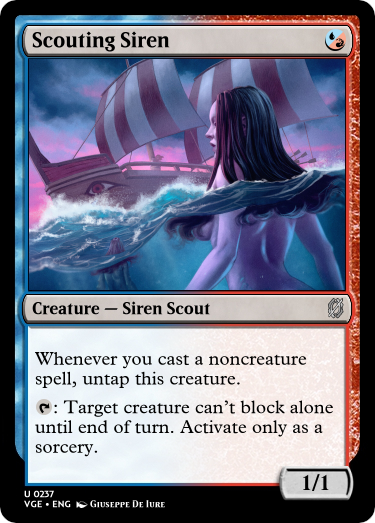 Scouting Siren
Creature — Siren Scout
Whenever you cast a noncreature
spell, untap this creature.
: Target creature can't block alone
until end of turn. Activate only as a
sorcery.
1/1
U 0237
VGE • ENG Giuseppe De Iure